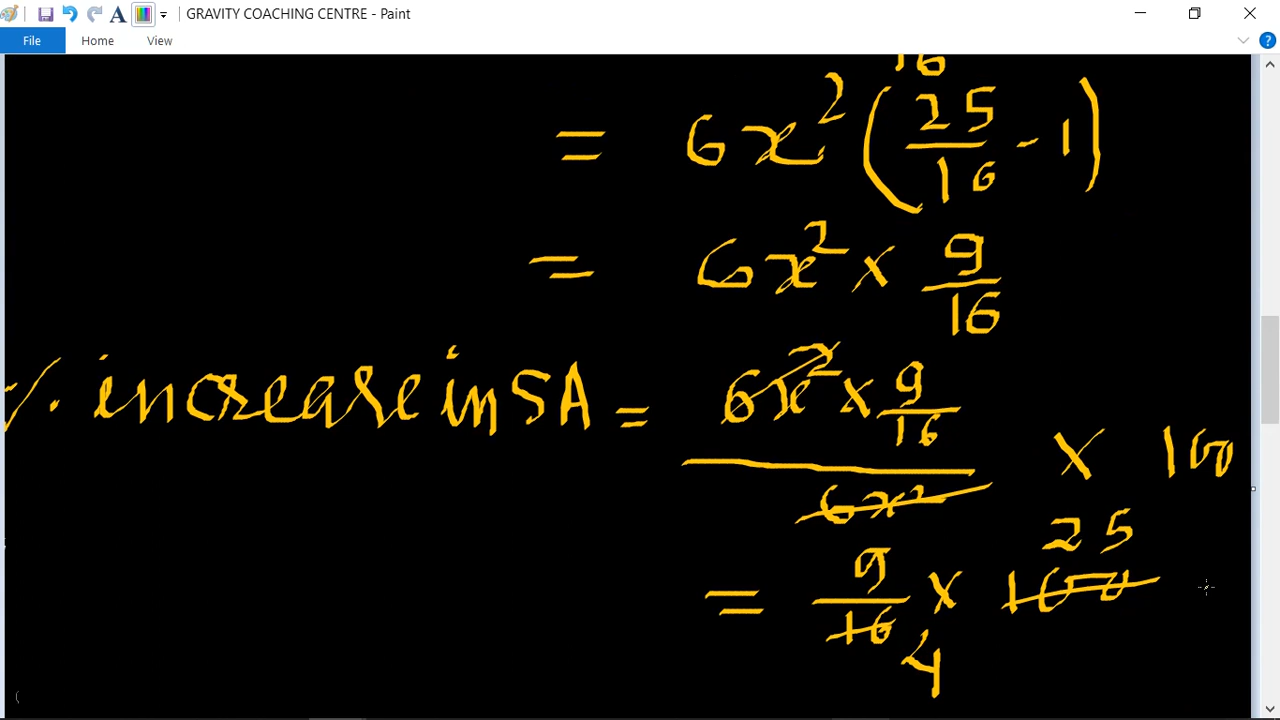 GRAVITY COACHING CENTRE - Paint
File Home View
16
= 6x² (25/16 - 1)
= 6x² × 9/16
% increase in SA = (6x² × 9/16) / 6x² × 100
= 9/16 × 100
25
4